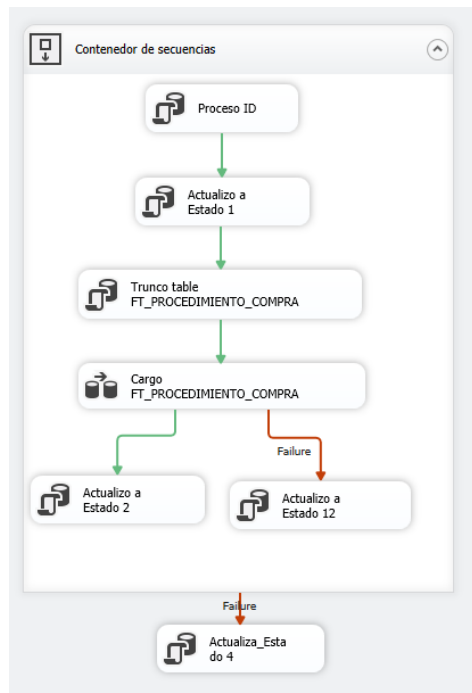 Contenedor de secuencias
Proceso ID
Actualizo a
Estado 1
Trunco table
FT_PROCEDIMIENTO_COMPRA
Cargo
FT_PROCEDIMIENTO_COMPRA
Failure
Actualizo a
Estado 2
Actualizo a
Estado 12
Failure
Actualiza_Esta
do 4